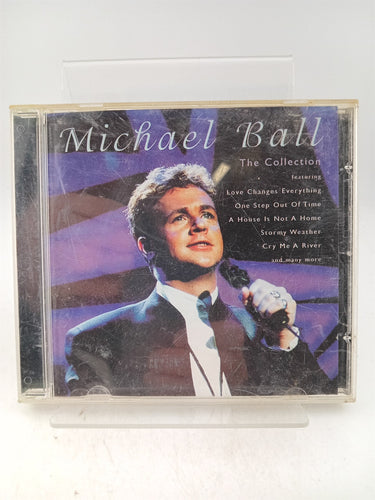 Michael Ball
The Collection
featuring
Love Changes Everything
One Step Out Of Time
A House Is Not A Home
Stormy Weather
Cry Me A River
and many more